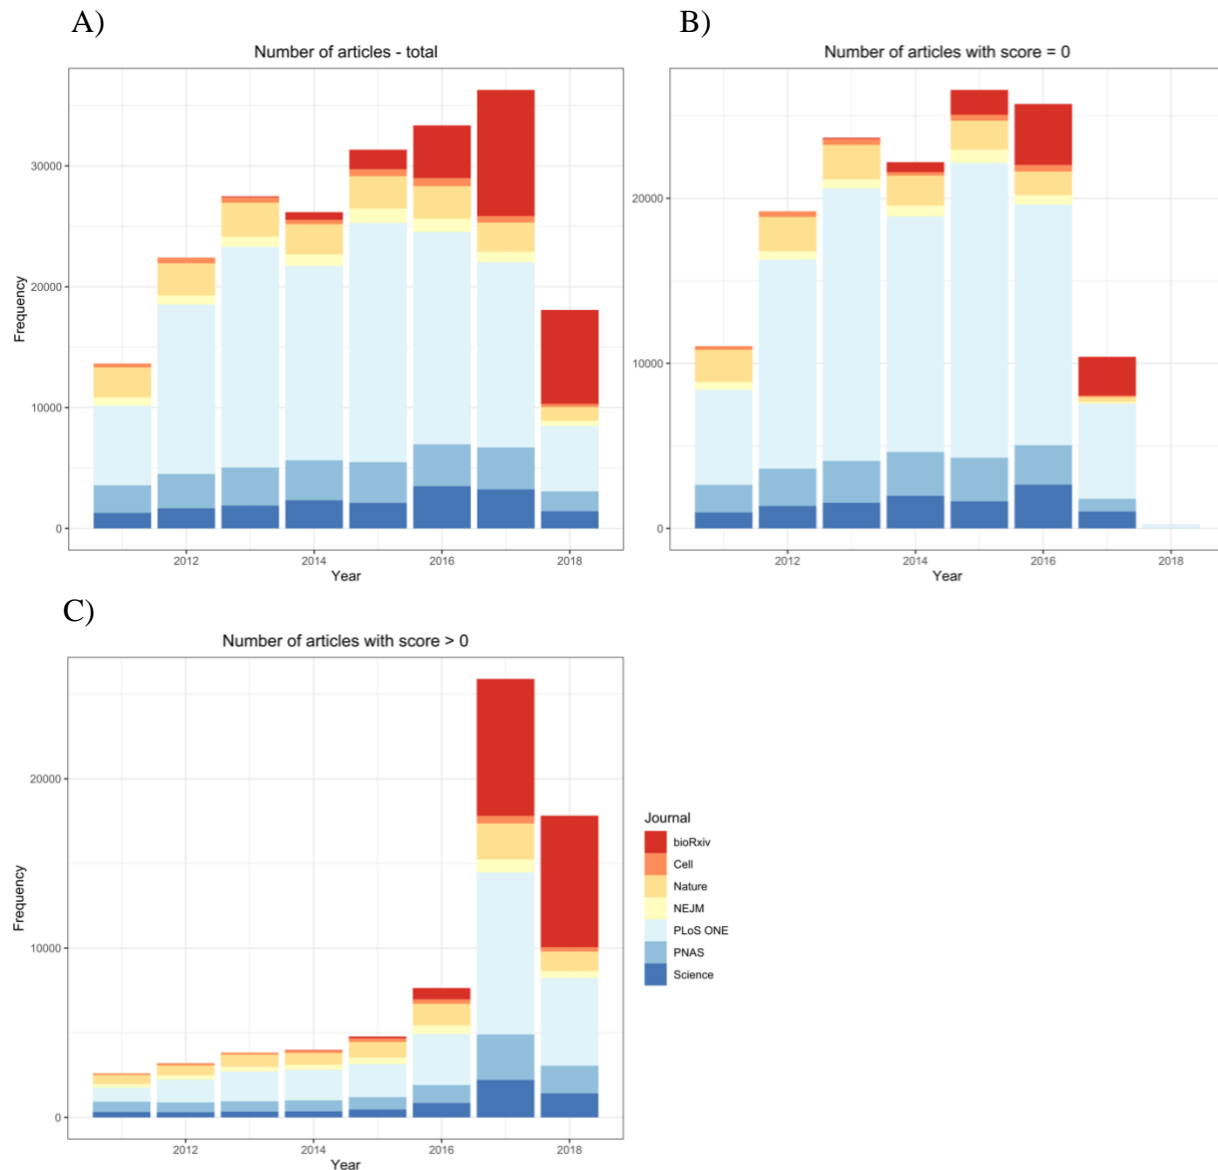 A)
Number of articles - total
Frequency
30000
20000
10000
0
2012
2014
2016
2018
Year
B)
Number of articles with score = 0
20000
10000
0
2012
2014
2016
2018
Year
C)
Number of articles with score > 0
Frequency
20000
10000
0
2012
2014
2016
2018
Year
Journal
bioRxiv
Cell
Nature
NEJM
PLoS ONE
PNAS
Science